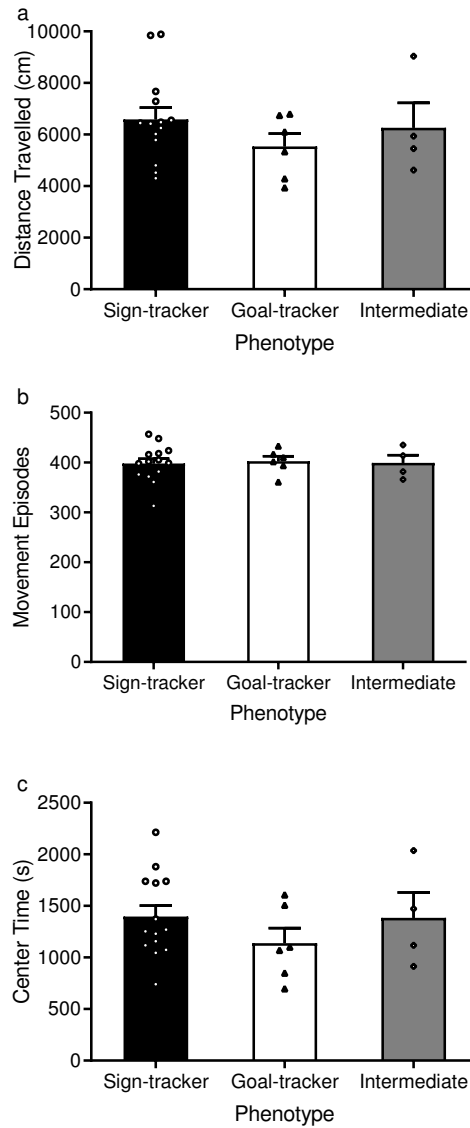 a
10000
8000
6000
4000
2000
0
Distance Travelled (cm)
Sign-tracker Goal-tracker Intermediate
Phenotype
b
500
400
300
200
100
0
Movement Episodes
Sign-tracker Goal-tracker Intermediate
Phenotype
c
2500
2000
1500
1000
500
0
Center Time (s)
Sign-tracker Goal-tracker Intermediate
Phenotype